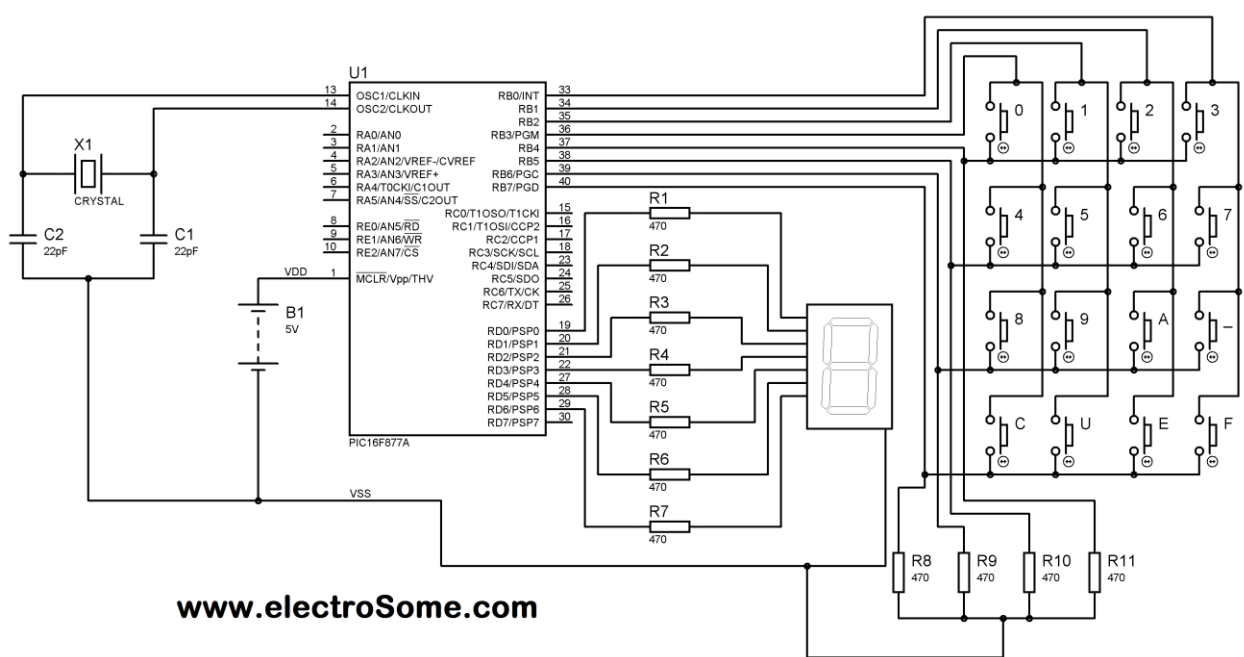 U1
13 OSC1/CLKIN RB0/INT 33
14 OSC2/CLKOUT RB1 34
RB2 35
2 RA0/AN0 RB3/PGM 36
3 RA1/AN1 RB4 37
4 RA2/AN2/VREF-/CVREF RB5 38
5 RA3/AN3/VREF+ RB6/PGC 39
6 RA4/T0CKI/C1OUT RB7/PGD 40
7 RA5/AN4/SS/C2OUT
RC0/T1OSO/T1CKI 15
8 RE0/AN5/RD RC1/T1OSI/CCP2 16
9 RE1/AN6/WR RC2/CCP1 17
10 RE2/AN7/CS RC3/SCK/SCL 18
RC4/SDI/SDA 23
1 MCLR/Vpp/THV RC5/SDO 24
RC6/TX/CK 25
RC7/RX/DT 26
RD0/PSP0 19
RD1/PSP1 20
RD2/PSP2 21
RD3/PSP3 22
RD4/PSP4 27
RD5/PSP5 28
RD6/PSP6 29
RD7/PSP7 30
PIC16F877A
X1
CRYSTAL
C2
22pF
C1
22pF
VDD
B1
5V
VSS
R1
470
R2
470
R3
470
R4
470
R5
470
R6
470
R7
470
0 1 2 3
4 5 6 7
8 9 A –
C U E F
R8 R9 R10 R11
470 470 470 470
www.electroSome.com